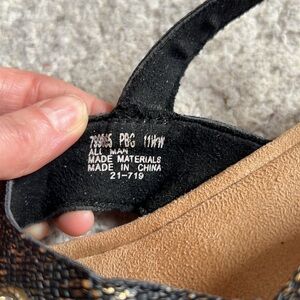 PBG 11WW
ALL MAN
MADE MATERIALS
MADE IN CHINA
21-719